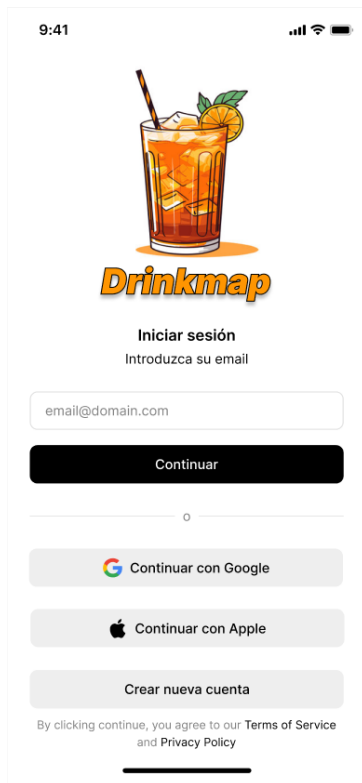 9:41
Drinkmap
Iniciar sesión
Introduzca su email
email@domain.com
Continuar
o
Continuar con Google
Continuar con Apple
Crear nueva cuenta
By clicking continue, you agree to our Terms of Service
and Privacy Policy